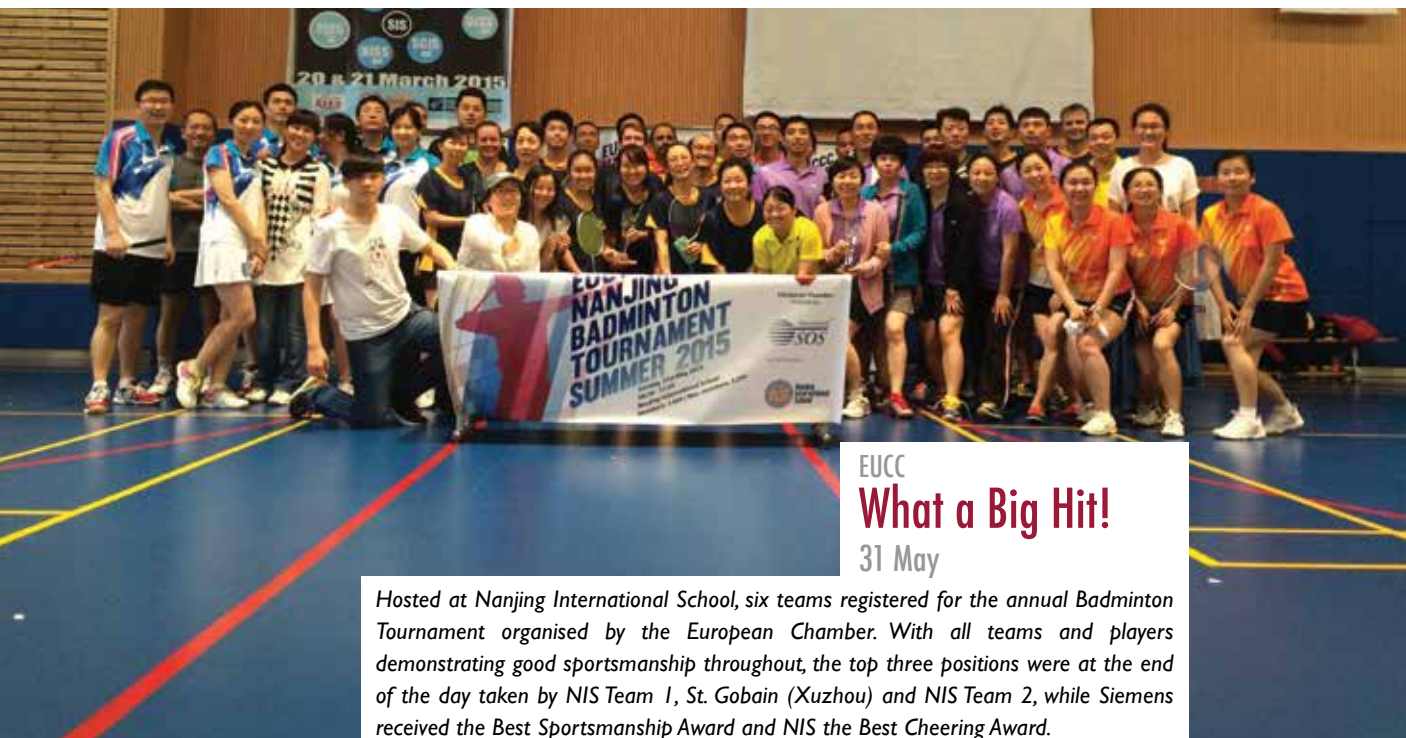 SIS
20 & 21 March 2015
NANJING
BADMINTON
TOURNAMENT
SUMMER 2015
Nanjing International School
SOS
EUCC
What a Big Hit!
31 May
Hosted at Nanjing International School, six teams registered for the annual Badminton
Tournament organised by the European Chamber. With all teams and players
demonstrating good sportsmanship throughout, the top three positions were at the end
of the day taken by NIS Team 1, St. Gobain (Xuzhou) and NIS Team 2, while Siemens
received the Best Sportsmanship Award and NIS the Best Cheering Award.